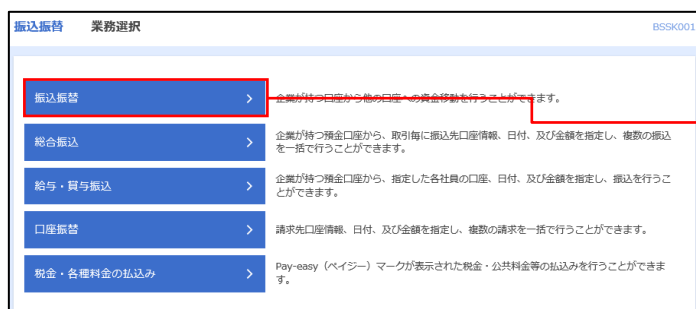 振込振替 業務選択 BSSK001
振込振替 企業が持つ口座から他の口座への資金移動を行うことができます。
総合振込 企業が持つ預金口座から、取引毎に振込先口座情報、日付、及び金額を指定し、複数の振込
を一括で行うことができます。
給与・賞与振込 企業が持つ預金口座から、指定した各社員の口座、日付、及び金額を指定し、振込を行うこ
とができます。
口座振替 請求先口座情報、日付、及び金額を指定し、複数の請求を一括で行うことができます。
税金・各種料金の払込み Pay-easy（ペイジー）マークが表示された税金・公共料金等の払込みを行うことができま
す。